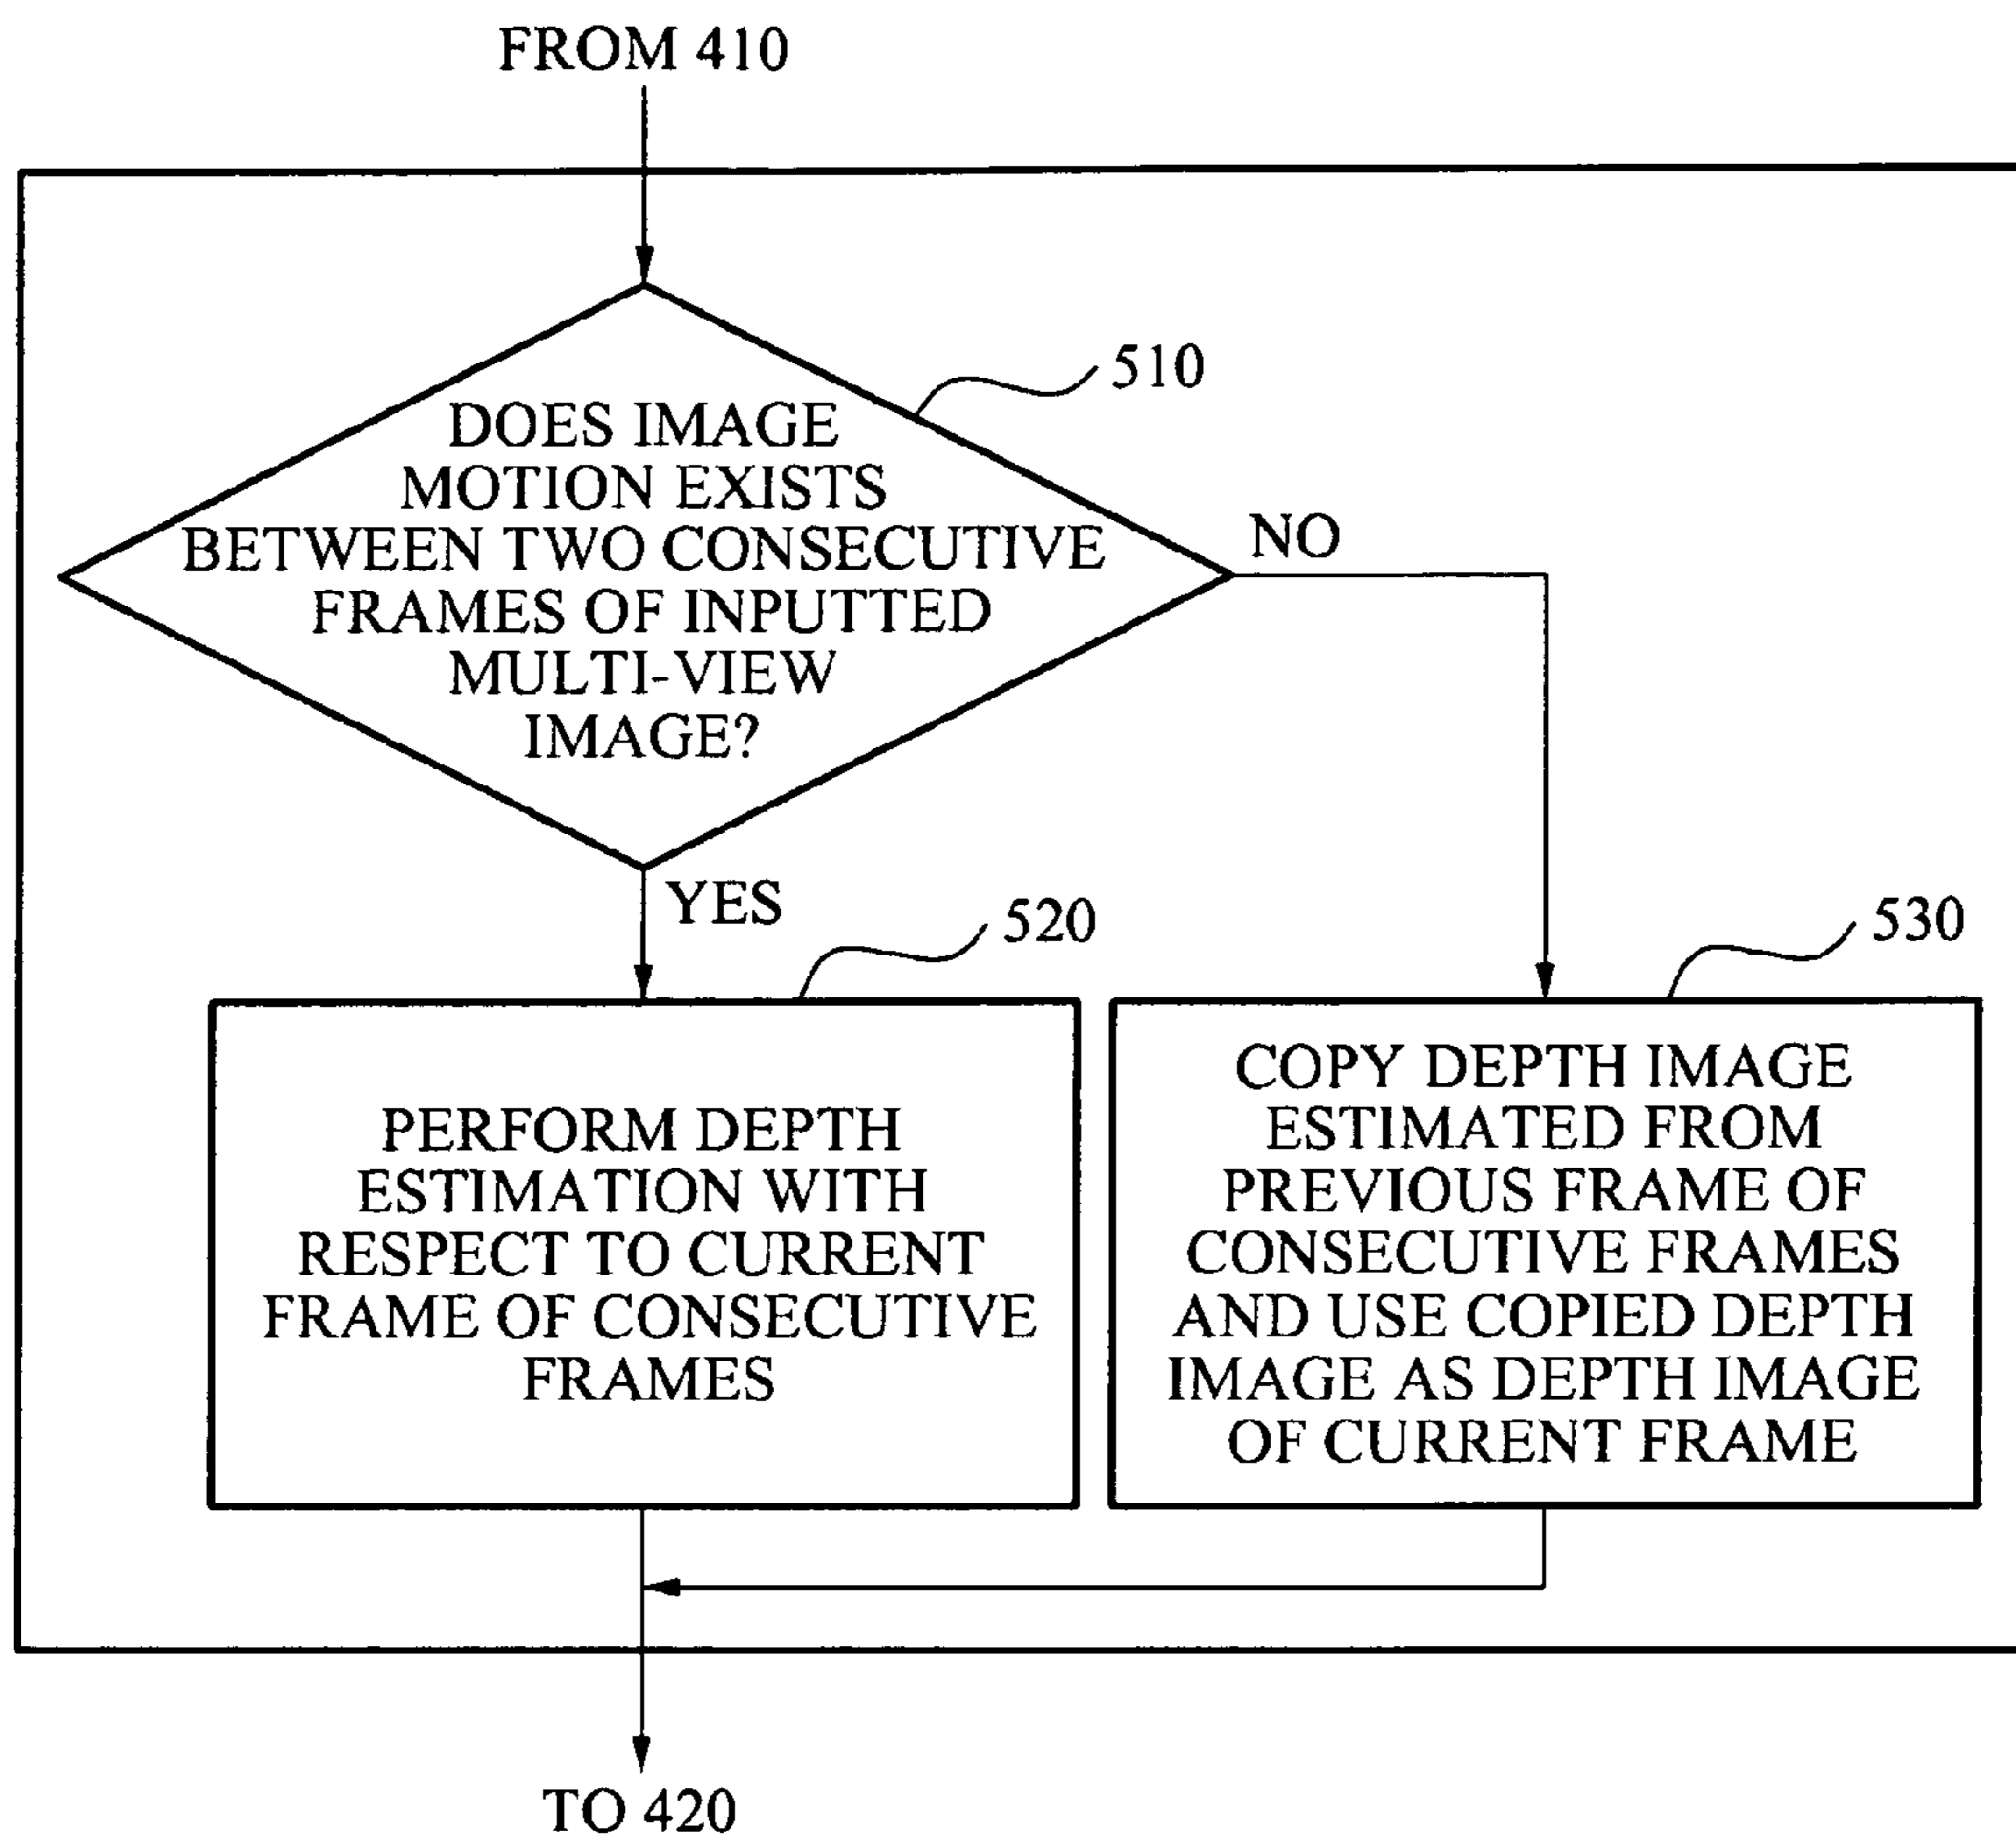 FROM 410
510
DOES IMAGE
MOTION EXISTS
BETWEEN TWO CONSECUTIVE
FRAMES OF INPUTTED
MULTI-VIEW
IMAGE?
NO
YES
520
530
PERFORM DEPTH
ESTIMATION WITH
RESPECT TO CURRENT
FRAME OF CONSECUTIVE
FRAMES
COPY DEPTH IMAGE
ESTIMATED FROM
PREVIOUS FRAME OF
CONSECUTIVE FRAMES
AND USE COPIED DEPTH
IMAGE AS DEPTH IMAGE
OF CURRENT FRAME
TO 420